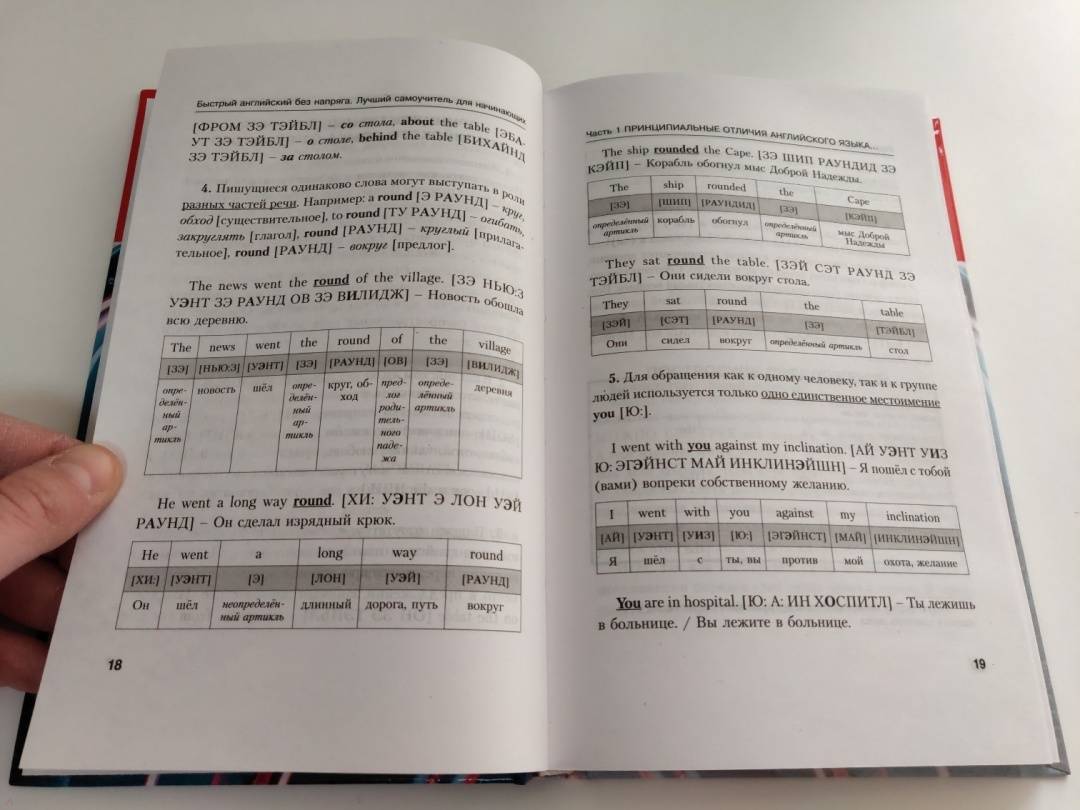 Быстрый английский без напряга. Лучший самоучитель для начинающих
[ФРОМ ЗЭ ТЭЙБЛ] – со стола, about the table [ЭБА-
УТ ЗЭ ТЭЙБЛ] – о столе, behind the table [БИХАЙНД
ЗЭ ТЭЙБЛ] – за столом.
4. Пишущиеся одинаково слова могут выступать в роли
разных частей речи. Например: a round [Э РАУНД] – круг,
обход [существительное], to round [ТУ РАУНД] – огибать,
закруглять [глагол], round [РАУНД] – круглый [прилага-
тельное], round [РАУНД] – вокруг [предлог].
The news went the round of the village. [ЗЭ НЬЮ:З
УЭНТ ЗЭ РАУНД ОВ ЗЭ ВИЛИДЖ] – Новость обошла
всю деревню.
The news went the round of the village
[ЗЭ] [НЬЮ:З] [УЭНТ] [ЗЭ] [РАУНД] [ОВ] [ЗЭ] [ВИЛИДЖ]
опре- новость шёл опре- круг, об- пред- опреде- деревня
делён- делён- ход лог лённый
ный ный роди- артикль
ар- ар- тель-
тикль тикль ного
паде-
жа
He went a long way round. [ХИ: УЭНТ Э ЛОН УЭЙ
РАУНД] – Он сделал изрядный крюк.
He went a long way round
[ХИ:] [УЭНТ] [Э] [ЛОН] [УЭЙ] [РАУНД]
Он шёл неопределён- длинный дорога, путь вокруг
ный артикль
18
Часть 1 ПРИНЦИПИАЛЬНЫЕ ОТЛИЧИЯ АНГЛИЙСКОГО ЯЗЫКА...
The ship rounded the Cape. [ЗЭ ШИП РАУНДИД ЗЭ
КЭЙП] – Корабль обогнул мыс Доброй Надежды.
The ship rounded the Cape
[ЗЭ] [ШИП] [РАУНДИД] [ЗЭ] [КЭЙП]
определённый корабль обогнул определённый мыс Доброй
артикль артикль Надежды
They sat round the table. [ЗЭЙ СЭТ РАУНД ЗЭ
ТЭЙБЛ] – Они сидели вокруг стола.
They sat round the table
[ЗЭЙ] [СЭТ] [РАУНД] [ЗЭ] [ТЭЙБЛ]
Они сидел вокруг определённый артикль стол
5. Для обращения как к одному человеку, так и к группе
людей используется только одно единственное местоимение
you [Ю:].
I went with you against my inclination. [АЙ УЭНТ УИЗ
Ю: ЭГЭЙНСТ МАЙ ИНКЛИНЭЙШН] – Я пошёл с тобой
(вами) вопреки собственному желанию.
I went with you against my inclination
[АЙ] [УЭНТ] [УИЗ] [Ю:] [ЭГЭЙНСТ] [МАЙ] [ИНКЛИНЭЙШН]
Я шёл с ты, вы против мой охота, желание
You are in hospital. [Ю: А: ИН ХОСПИТЛ] – Ты лежишь
в больнице. / Вы лежите в больнице.
19